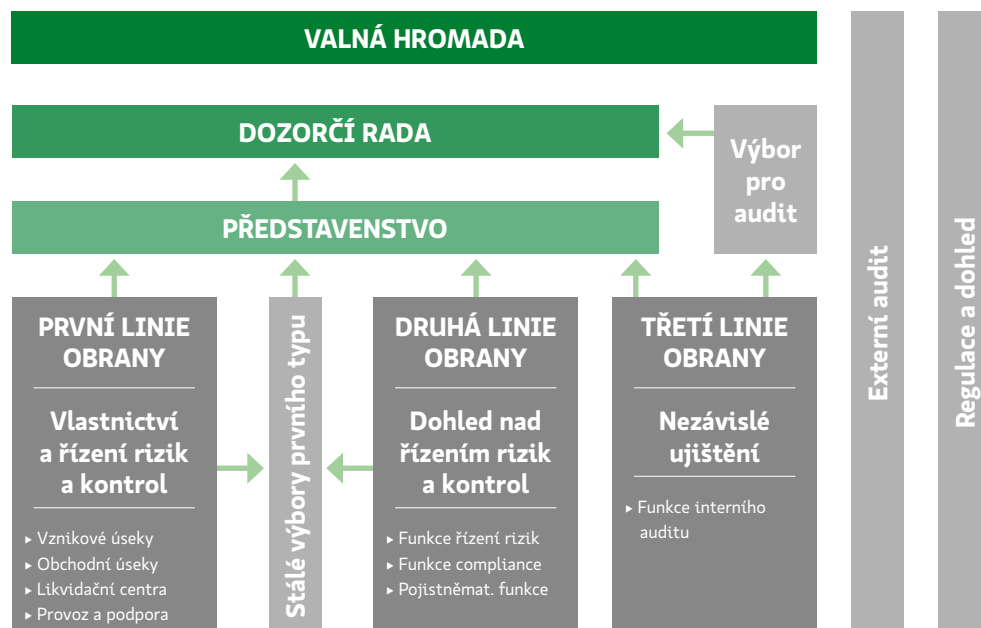 VALNÁ HROMADA
DOZORČÍ RADA
Výbor
pro
audit
PŘEDSTAVENSTVO
PRVNÍ LINIE
OBRANY
Vlastnictví
a řízení rizik
a kontrol
▸ Vznikové úseky
▸ Obchodní úseky
▸ Likvidační centra
▸ Provoz a podpora
Stálé výbory prvního typu
DRUHÁ LINIE
OBRANY
Dohled nad
řízením rizik
a kontrol
▸ Funkce řízení rizik
▸ Funkce compliance
▸ Pojistněmat. funkce
TŘETÍ LINIE
OBRANY
Nezávislé
ujištění
▸ Funkce interního
auditu
Externí audit
Regulace a dohled